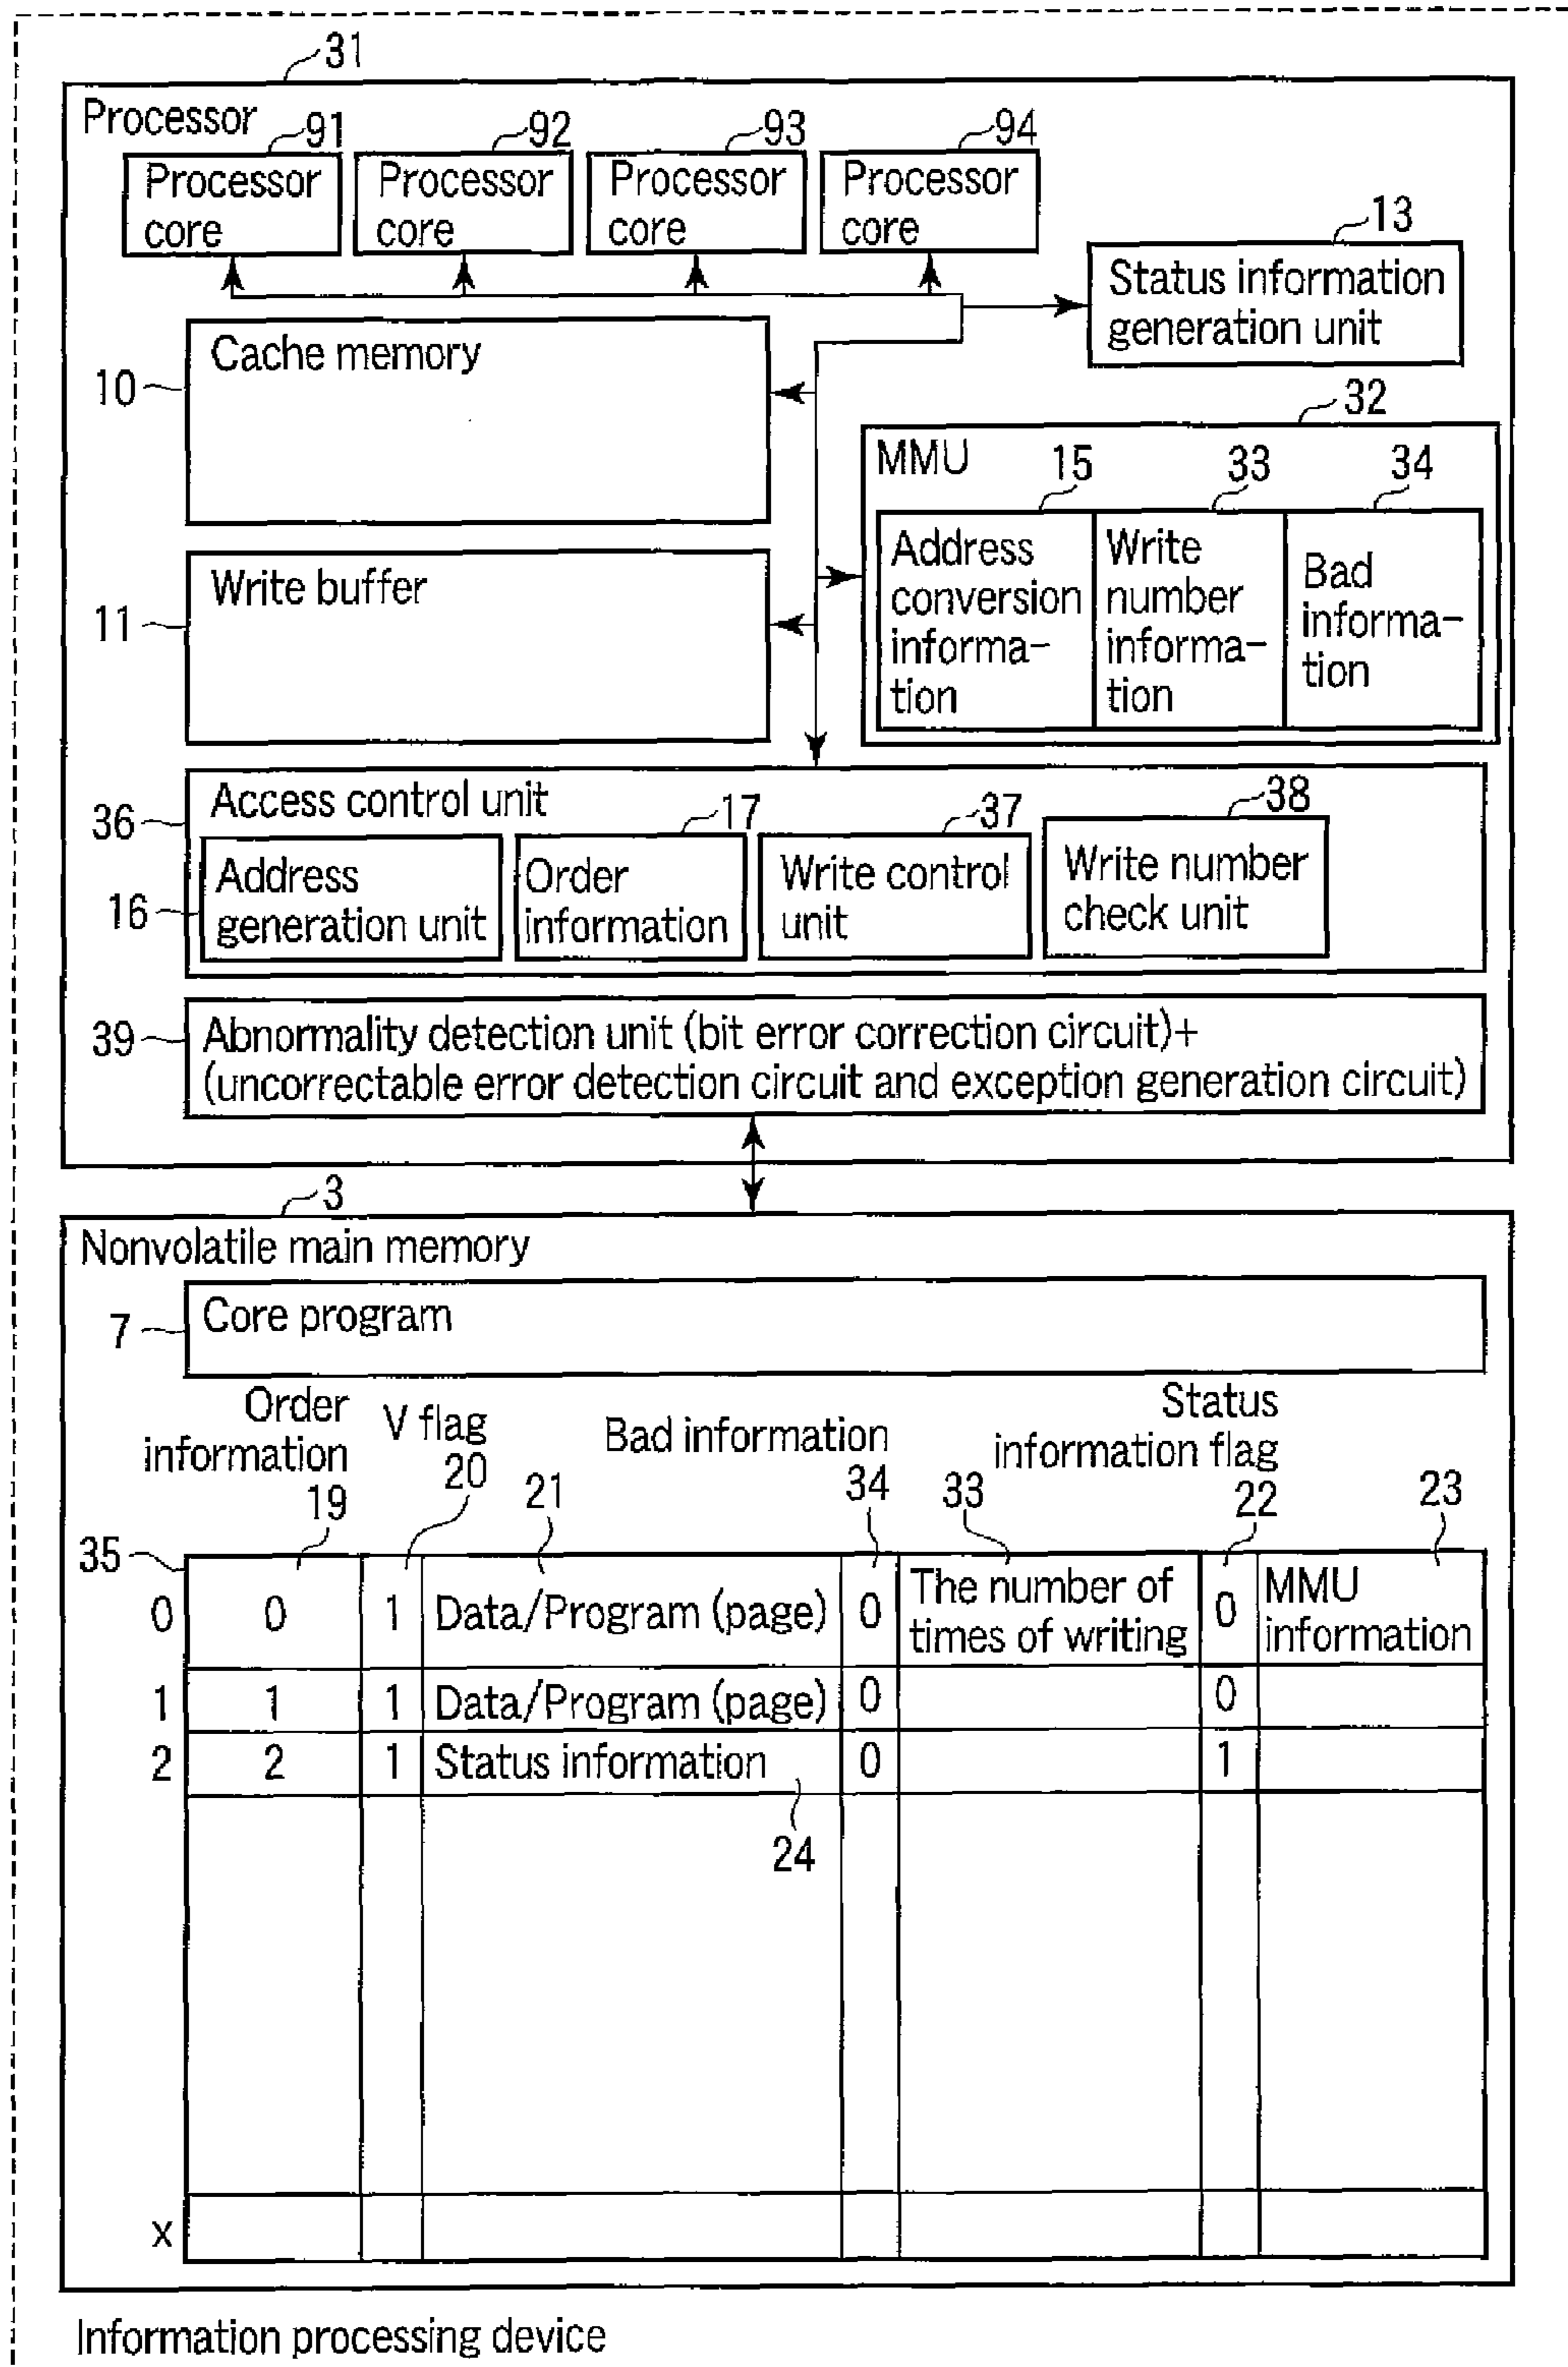 31
Processor
91
92
93
94
Processor
core
Processor
core
Processor
core
Processor
core
13
Status information
generation unit
Cache memory
10
32
MMU
15
33
34
Address
conversion
informa-
tion
Write
number
informa-
tion
Bad
informa-
tion
Write buffer
11
Access control unit
36
17
37
38
16
Address
generation unit
Order
information
Write control
unit
Write number
check unit
39
Abnormality detection unit (bit error correction circuit)+
(uncorrectable error detection circuit and exception generation circuit)
3
Nonvolatile main memory
7
Core program
Order
information
19
V flag
20
21
Bad information
34
33
Status
information flag
22
23
35
0 0 1 Data/Program (page) 0 The number of
times of writing 0 MMU
information
1 1 1 Data/Program (page) 0 0
2 2 1 Status information 0 1
24
x
Information processing device